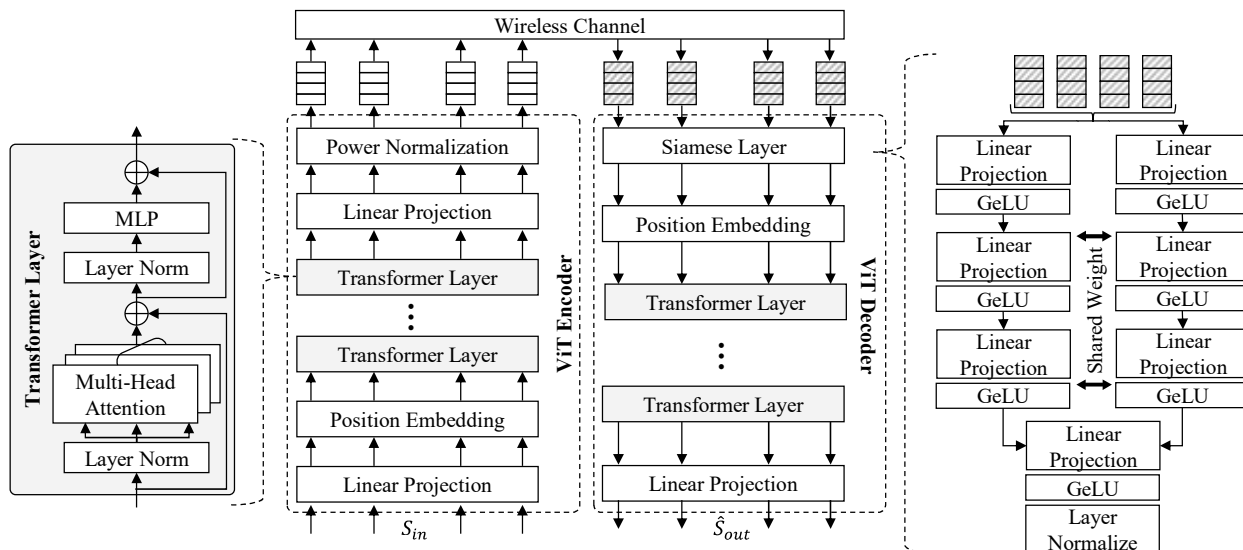 Wireless Channel
Transformer Layer
MLP
Layer Norm
Multi-Head
Attention
Layer Norm
Power Normalization
Linear Projection
Transformer Layer
...
Transformer Layer
Position Embedding
Linear Projection
S_in
ViT Encoder
Siamese Layer
Position Embedding
Transformer Layer
...
Transformer Layer
Linear Projection
Ŝ_out
ViT Decoder
Linear
Projection
GeLU
Linear
Projection
GeLU
Linear
Projection
GeLU
Shared Weight
Linear
Projection
GeLU
Linear
Projection
GeLU
Linear
Projection
GeLU
Linear
Projection
GeLU
Layer
Normalize